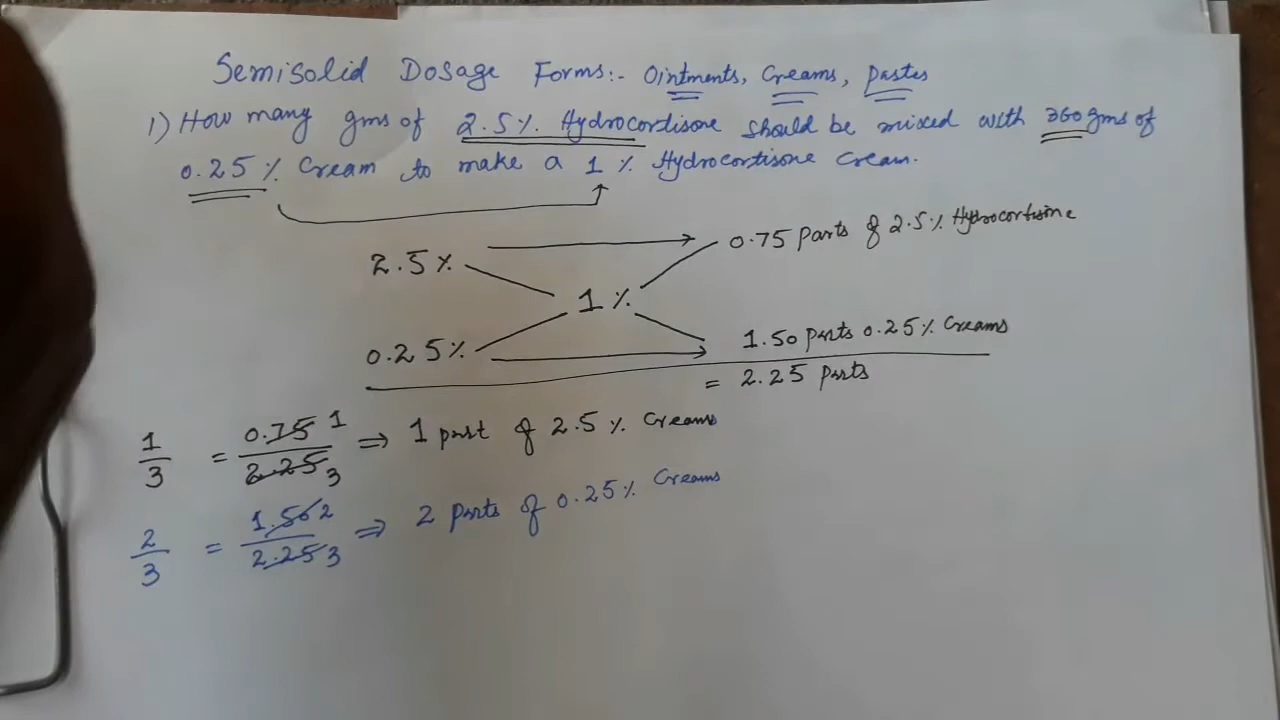 Semisolid Dosage Forms:- Ointments, Creams, Pastes
1) How many gms of 2.5% Hydrocortisone should be mixed with 360 gms of
0.25% Cream to make a 1% Hydrocortisone Cream.
2.5% 0.75 parts of 2.5% Hydrocortisone
1%
0.25% 1.50 parts 0.25% Creams
= 2.25 parts
1/3 = 0.75/2.25 1/3 ⇒ 1 part of 2.5% Creams
2/3 = 1.50/2.25 2/3 ⇒ 2 parts of 0.25% Creams